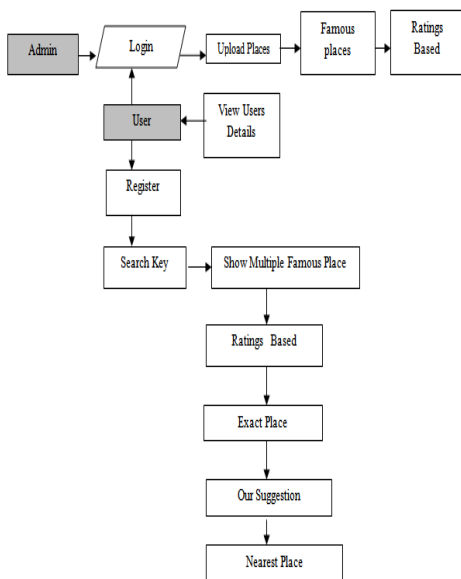 Admin
Login
Upload Places
Famous
places
Ratings
Based
User
View Users
Details
Register
Search Key
Show Multiple Famous Place
Ratings Based
Exact Place
Our Suggestion
Nearest Place